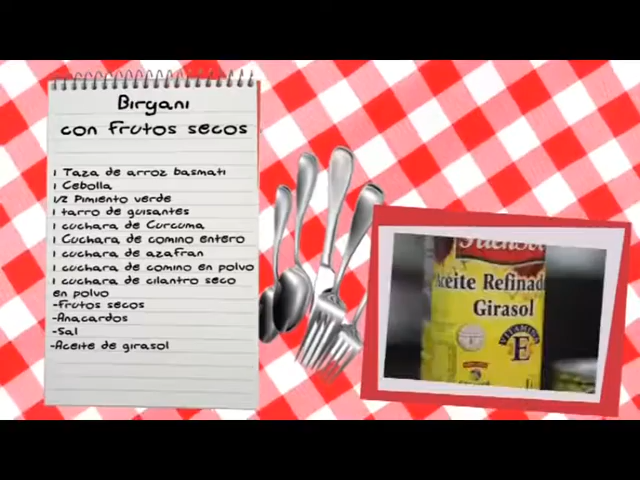 Biryani
con Frutos secos
1 Taza de arroz basmati
1 Cebolla
1/2 Pimiento verde
1 tarro de guisantes
1 cuchara de Curcuma
1 Cuchara de comino entero
1 cuchara de azafran
1 cuchara de comino en polvo
1 cuchara de cilantro seco
en polvo
-Frutos secos
-Anacardos
-Sal
-Aceite de girasol
Aceite Refinad
Girasol
VITAMINA
E